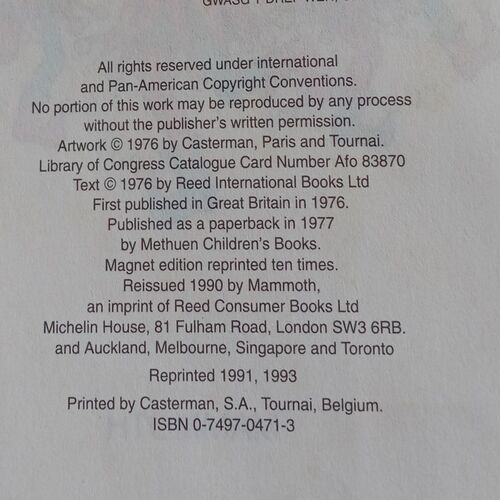 GWASG Y DREF WEN,
All rights reserved under international
and Pan-American Copyright Conventions.
No portion of this work may be reproduced by any process
without the publisher's written permission.
Artwork © 1976 by Casterman, Paris and Tournai.
Library of Congress Catalogue Card Number Afo 83870
Text © 1976 by Reed International Books Ltd
First published in Great Britain in 1976.
Published as a paperback in 1977
by Methuen Children's Books.
Magnet edition reprinted ten times.
Reissued 1990 by Mammoth,
an imprint of Reed Consumer Books Ltd
Michelin House, 81 Fulham Road, London SW3 6RB.
and Auckland, Melbourne, Singapore and Toronto
Reprinted 1991, 1993
Printed by Casterman, S.A., Tournai, Belgium.
ISBN 0-7497-0471-3